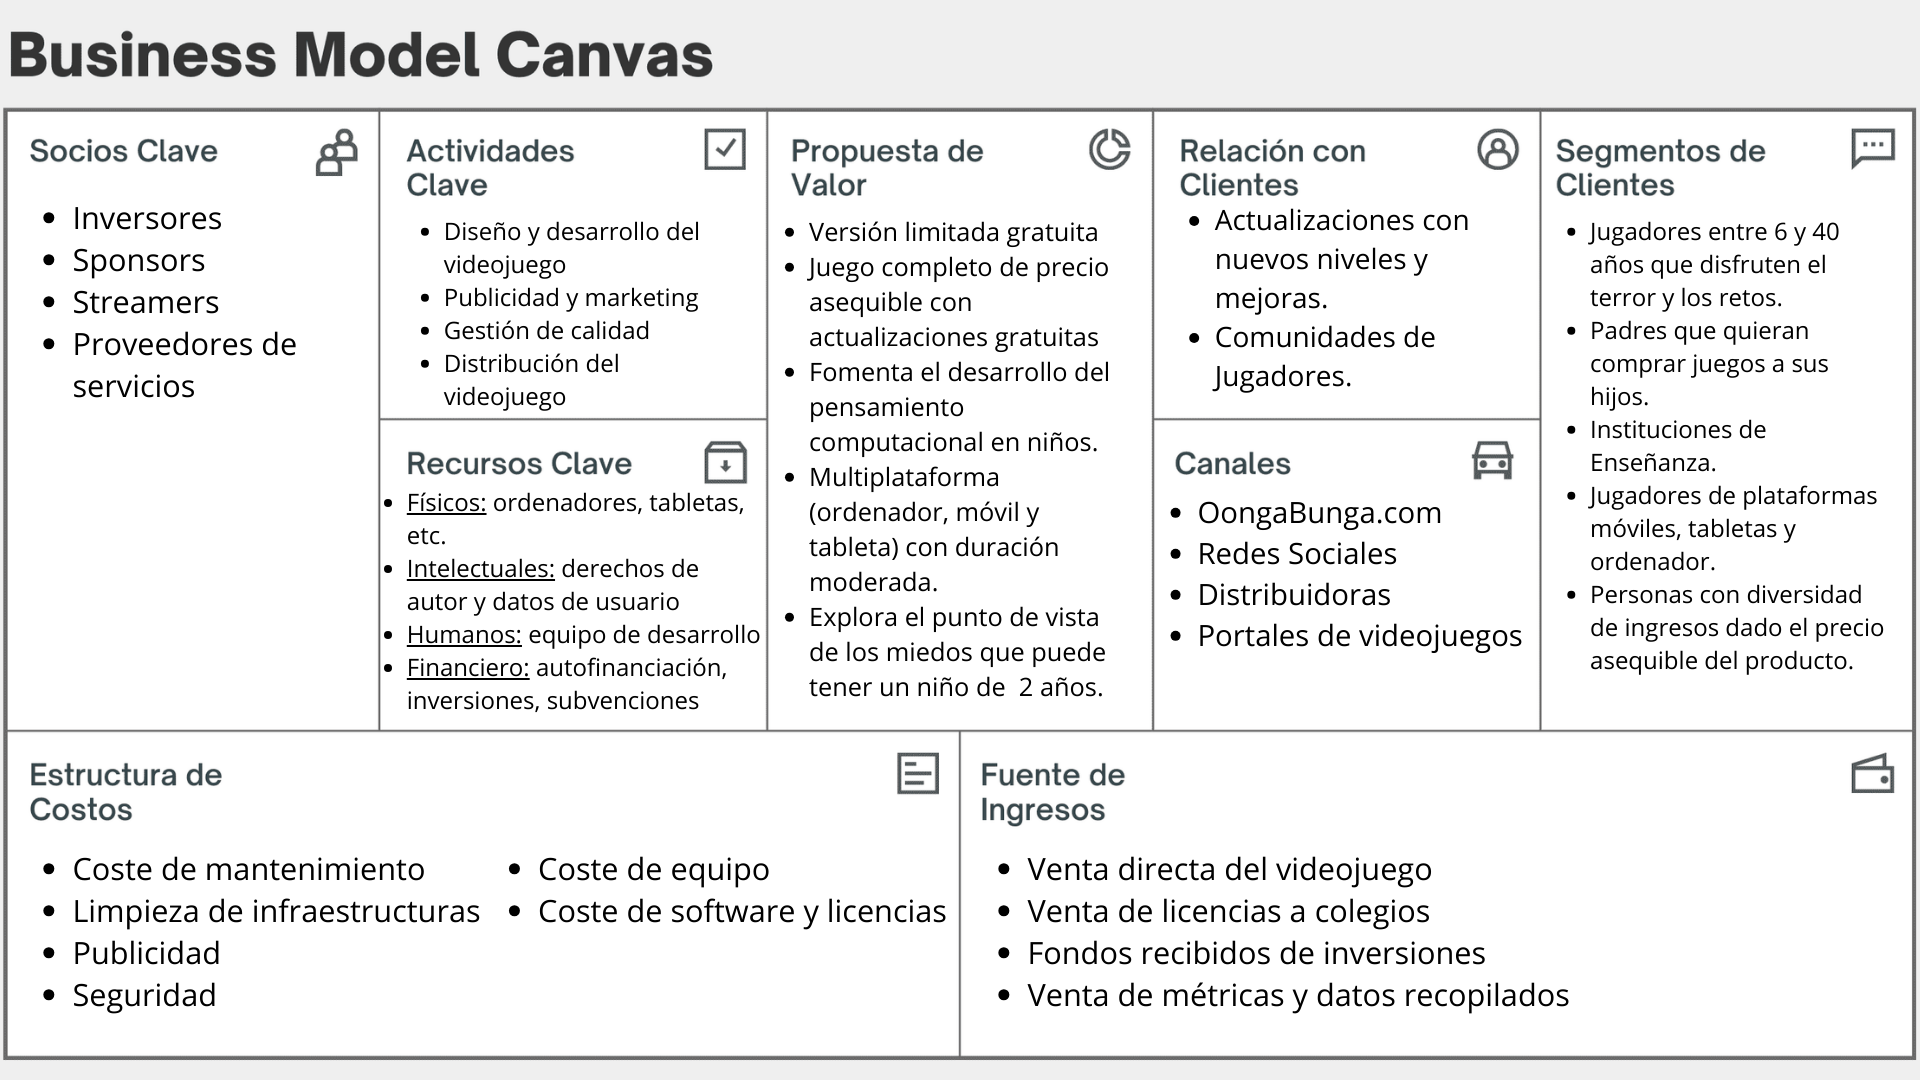 Business Model Canvas
Socios Clave
• Inversores
• Sponsors
• Streamers
• Proveedores de
servicios
Actividades
Clave
• Diseño y desarrollo del
videojuego
• Publicidad y marketing
• Gestión de calidad
• Distribución del
videojuego
Recursos Clave
• Físicos: ordenadores, tabletas,
etc.
• Intelectuales: derechos de
autor y datos de usuario
• Humanos: equipo de desarrollo
• Financiero: autofinanciación,
inversiones, subvenciones
Propuesta de
Valor
• Versión limitada gratuita
• Juego completo de precio
asequible con
actualizaciones gratuitas
• Fomenta el desarrollo del
pensamiento
computacional en niños.
• Multiplataforma
(ordenador, móvil y
tableta) con duración
moderada.
• Explora el punto de vista
de los miedos que puede
tener un niño de  2 años.
Relación con
Clientes
• Actualizaciones con
nuevos niveles y
mejoras.
• Comunidades de
Jugadores.
Canales
• OongaBunga.com
• Redes Sociales
• Distribuidoras
• Portales de videojuegos
Segmentos de
Clientes
• Jugadores entre 6 y 40
años que disfruten el
terror y los retos.
• Padres que quieran
comprar juegos a sus
hijos.
• Instituciones de
Enseñanza.
• Jugadores de plataformas
móviles, tabletas y
ordenador.
• Personas con diversidad
de ingresos dado el precio
asequible del producto.
Estructura de
Costos
• Coste de mantenimiento
• Limpieza de infraestructuras
• Publicidad
• Seguridad
• Coste de equipo
• Coste de software y licencias
Fuente de
Ingresos
• Venta directa del videojuego
• Venta de licencias a colegios
• Fondos recibidos de inversiones
• Venta de métricas y datos recopilados